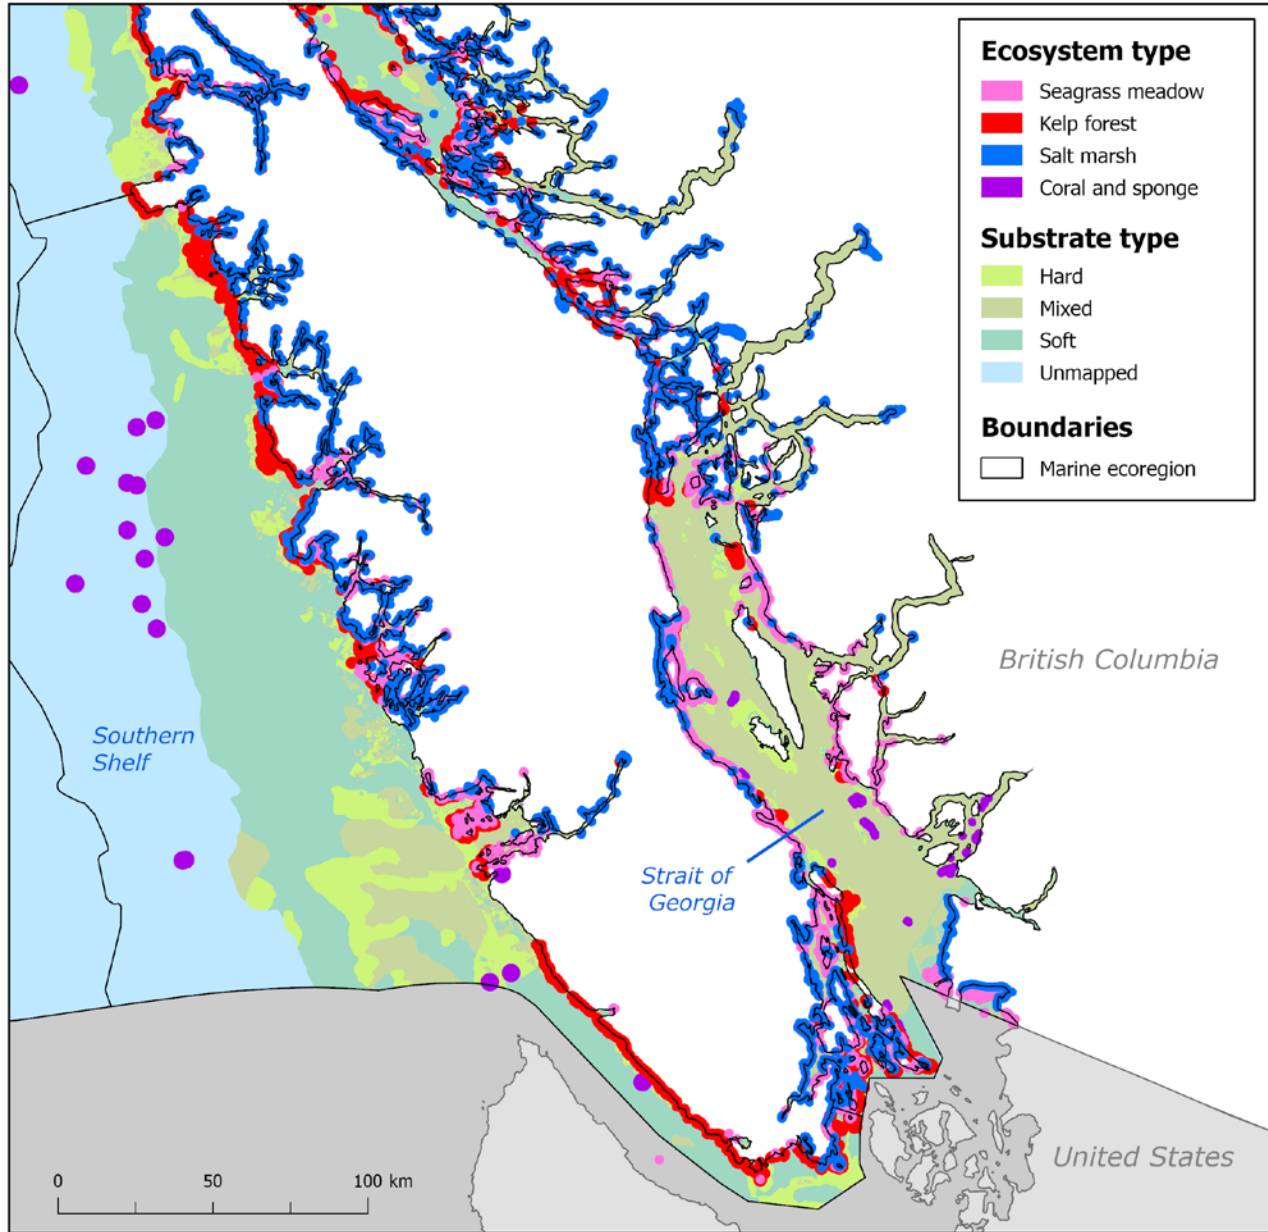 Ecosystem type
Seagrass meadow
Kelp forest
Salt marsh
Coral and sponge
Substrate type
Hard
Mixed
Soft
Unmapped
Boundaries
Marine ecoregion
British Columbia
Southern
Shelf
Strait of
Georgia
United States
0
50
100 km